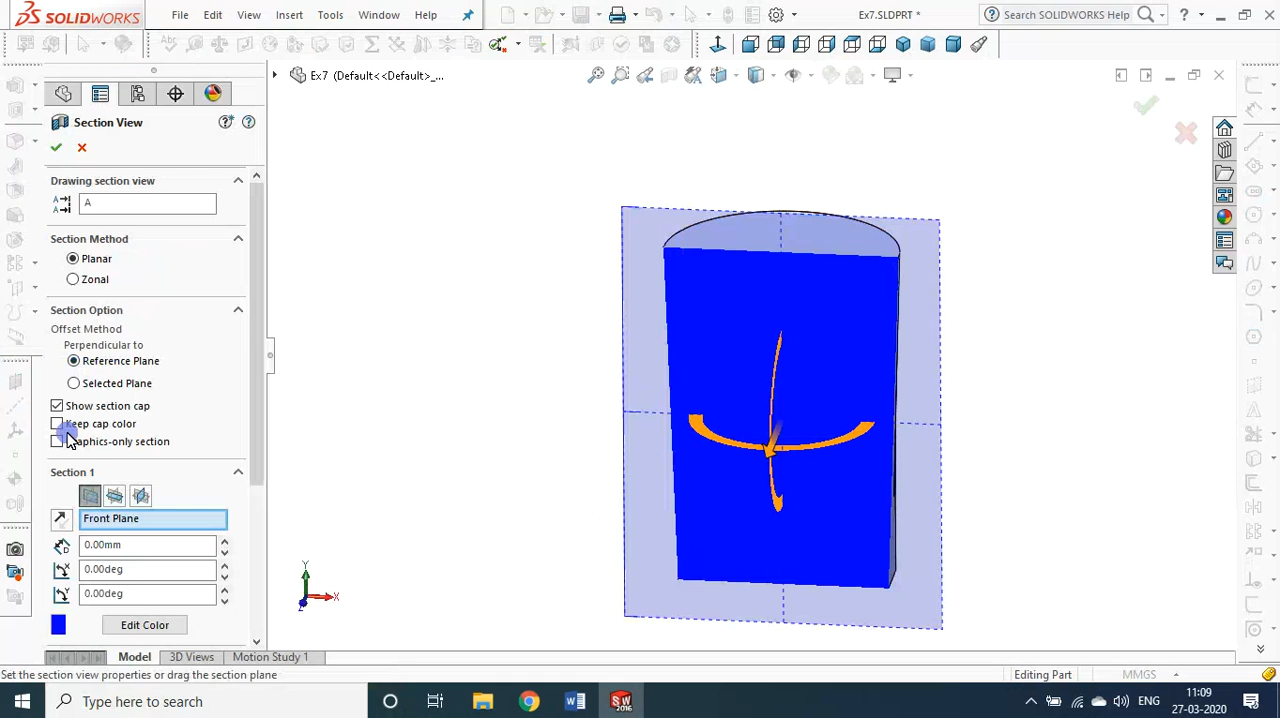 SOLIDWORKS
File
Edit
View
Insert
Tools
Window
Help
Ex7.SLDPRT *
Search SOLIDWORKS Help
?
Ex7 (Default<<Default>_...
Section View
Drawing section view
A
Section Method
Planar
Zonal
Section Option
Offset Method
Perpendicular to
Reference Plane
Selected Plane
Show section cap
Keep cap color
Graphics-only section
Section 1
Front Plane
0.00mm
0.00deg
0.00deg
Edit Color
Y
X
Z
Model
3D Views
Motion Study 1
Set the section view properties or drag the section plane
Editing Part
MMGS
Type here to search
ENG
11:09
27-03-2020